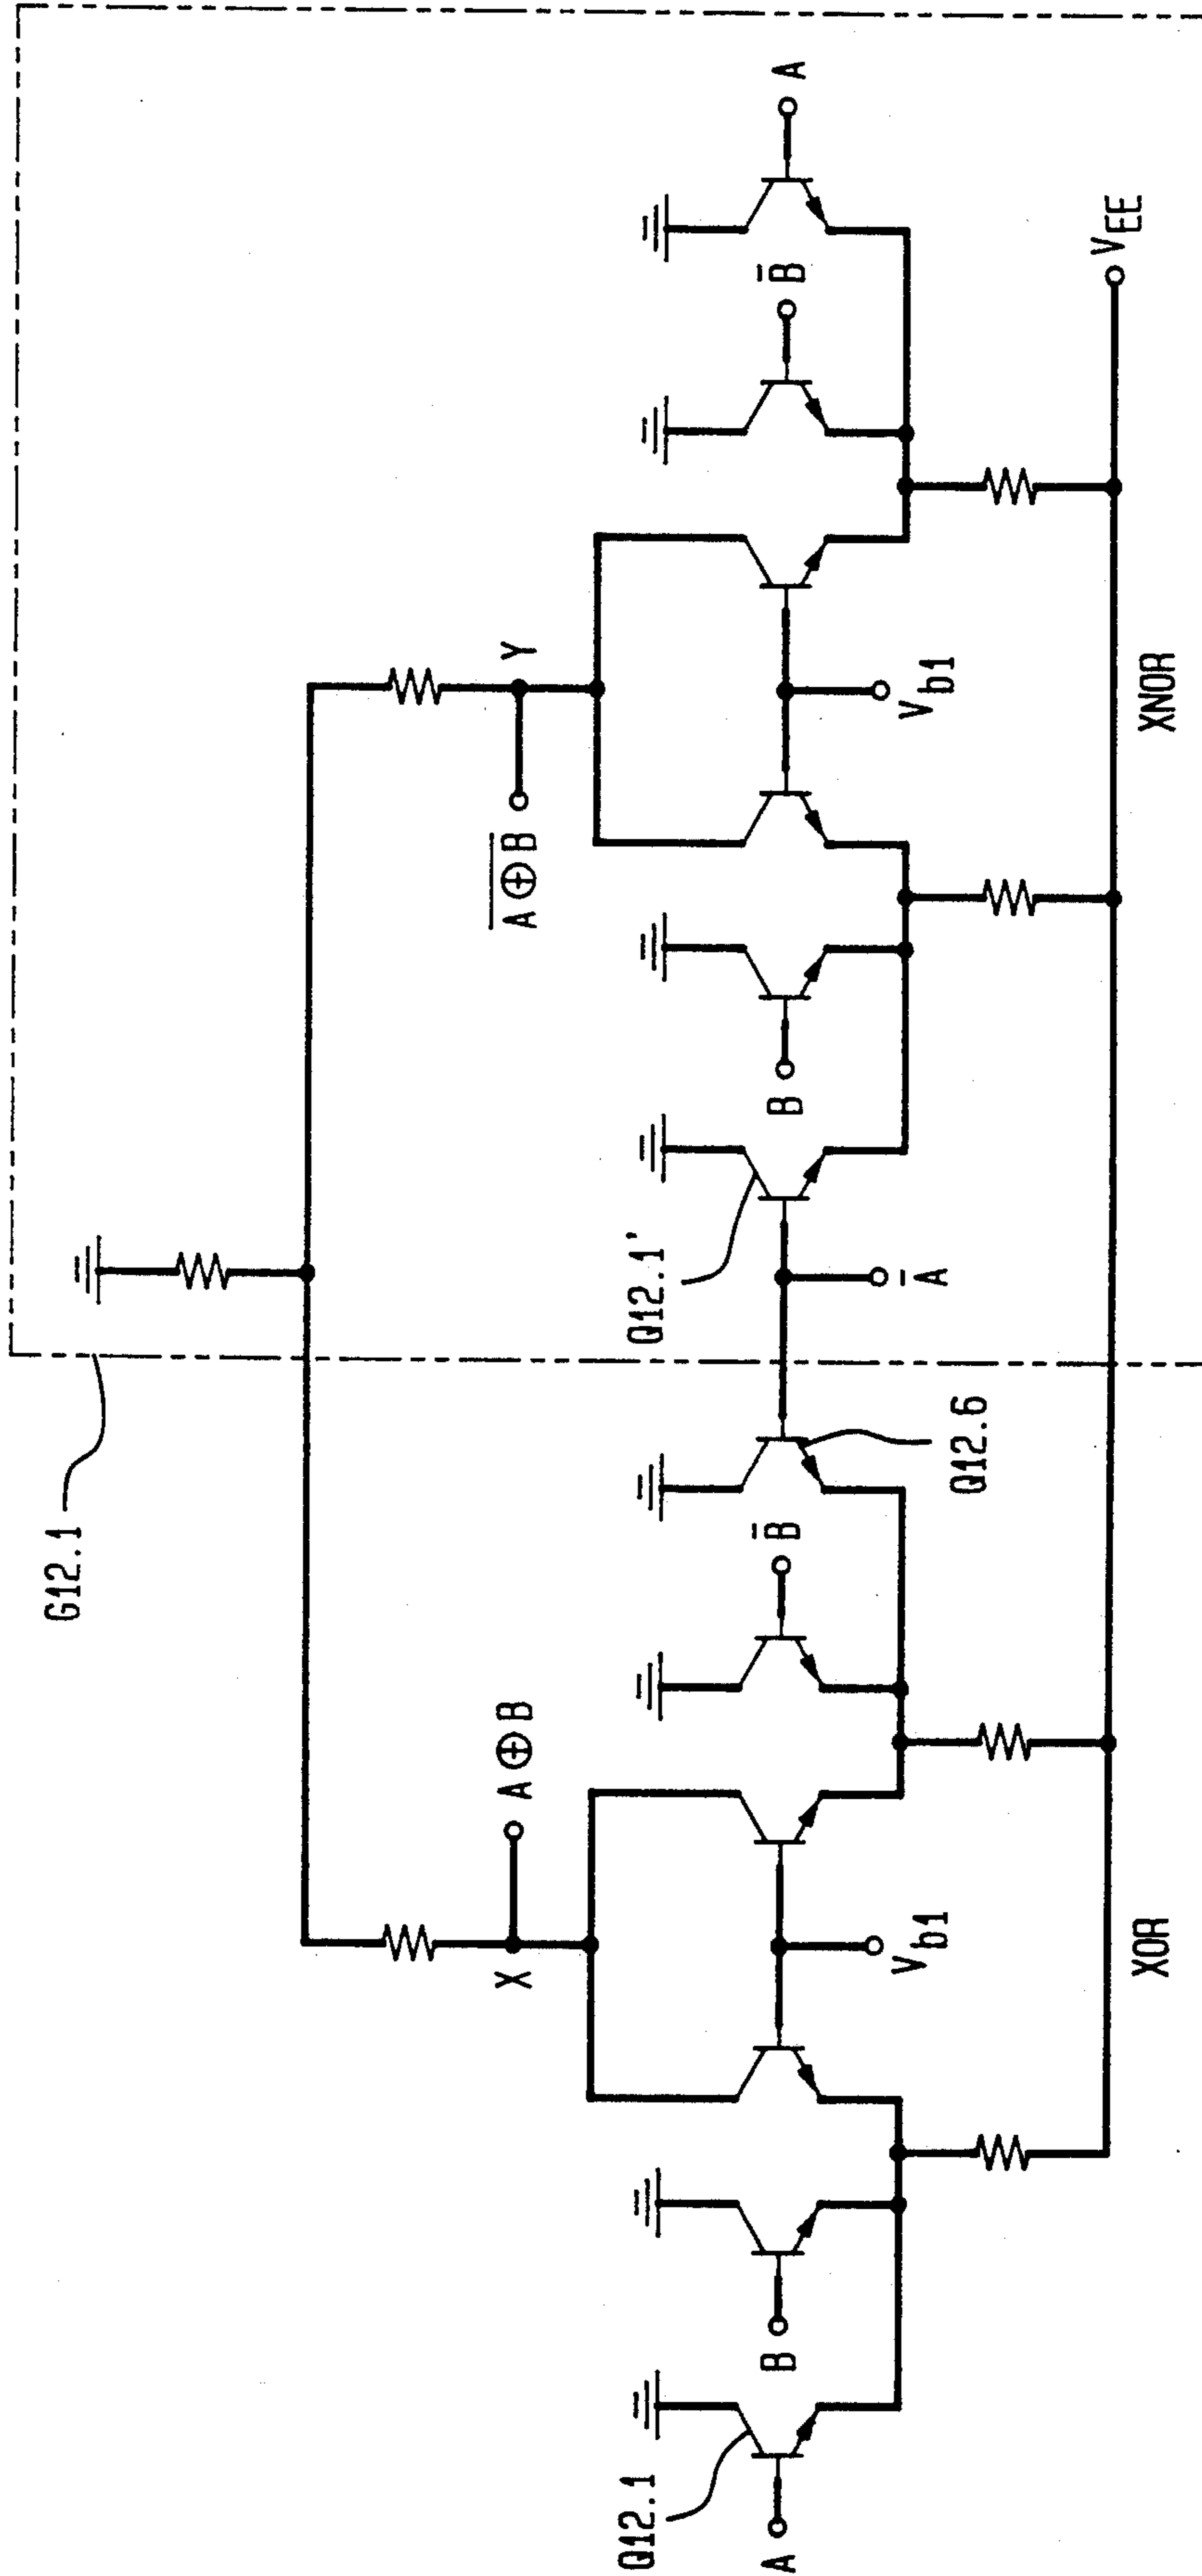 G12.1
X
A⊕B
Y
A̅⊕̅B̅
Q12.1
A
B
V_b1
B̅
Q12.6
A̅
Q12.1'
B
V_b1
B̅
A
V_EE
XOR
XNOR